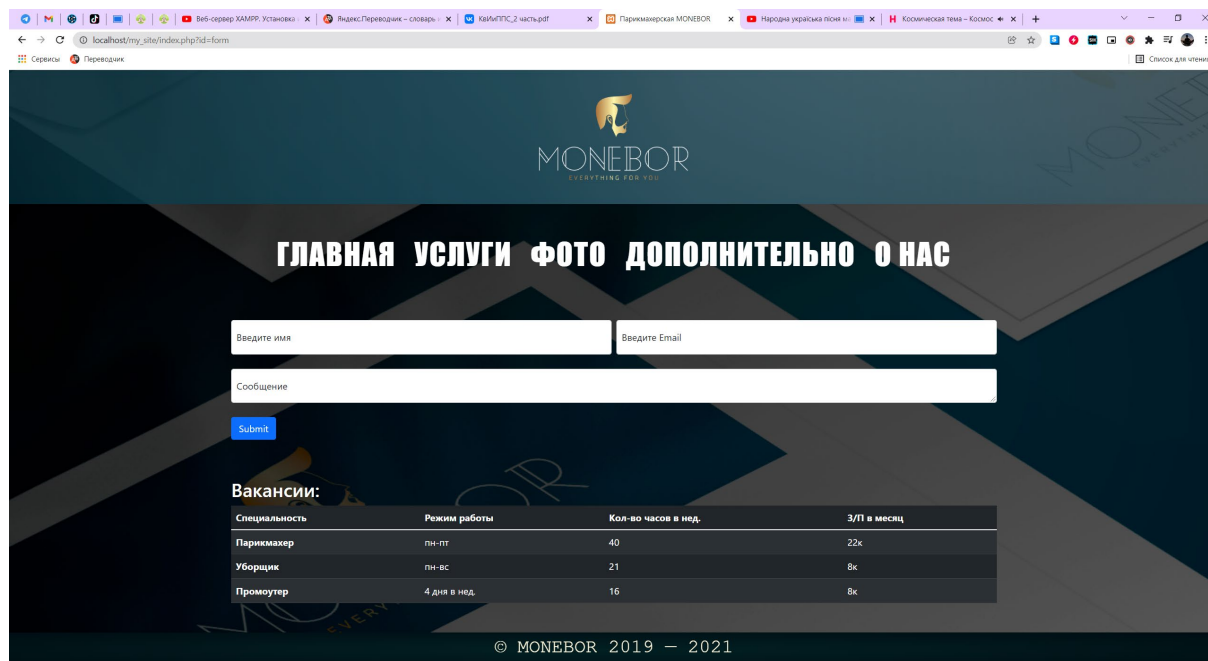 Веб-сервер XAMPP. Установка
Яндекс.Переводчик – словарь и
КвИиППС_2 часть.pdf
Парикмахерская MONEBOR
Народна українська пісня
Космическая тема – Космос
localhost/my_site/index.php?id=form
Сервисы Переводчик
Список для чтения
MONEBOR
EVERYTHING FOR YOU
ГЛАВНАЯ УСЛУГИ ФОТО ДОПОЛНИТЕЛЬНО О НАС
Введите имя Введите Email
Сообщение
Submit
Вакансии:
Специальность Режим работы Кол-во часов в нед. З/П в месяц
Парикмахер пн-пт 40 22к
Уборщик пн-вс 21 8к
Промоутер 4 дня в нед. 16 8к
© MONEBOR 2019 — 2021